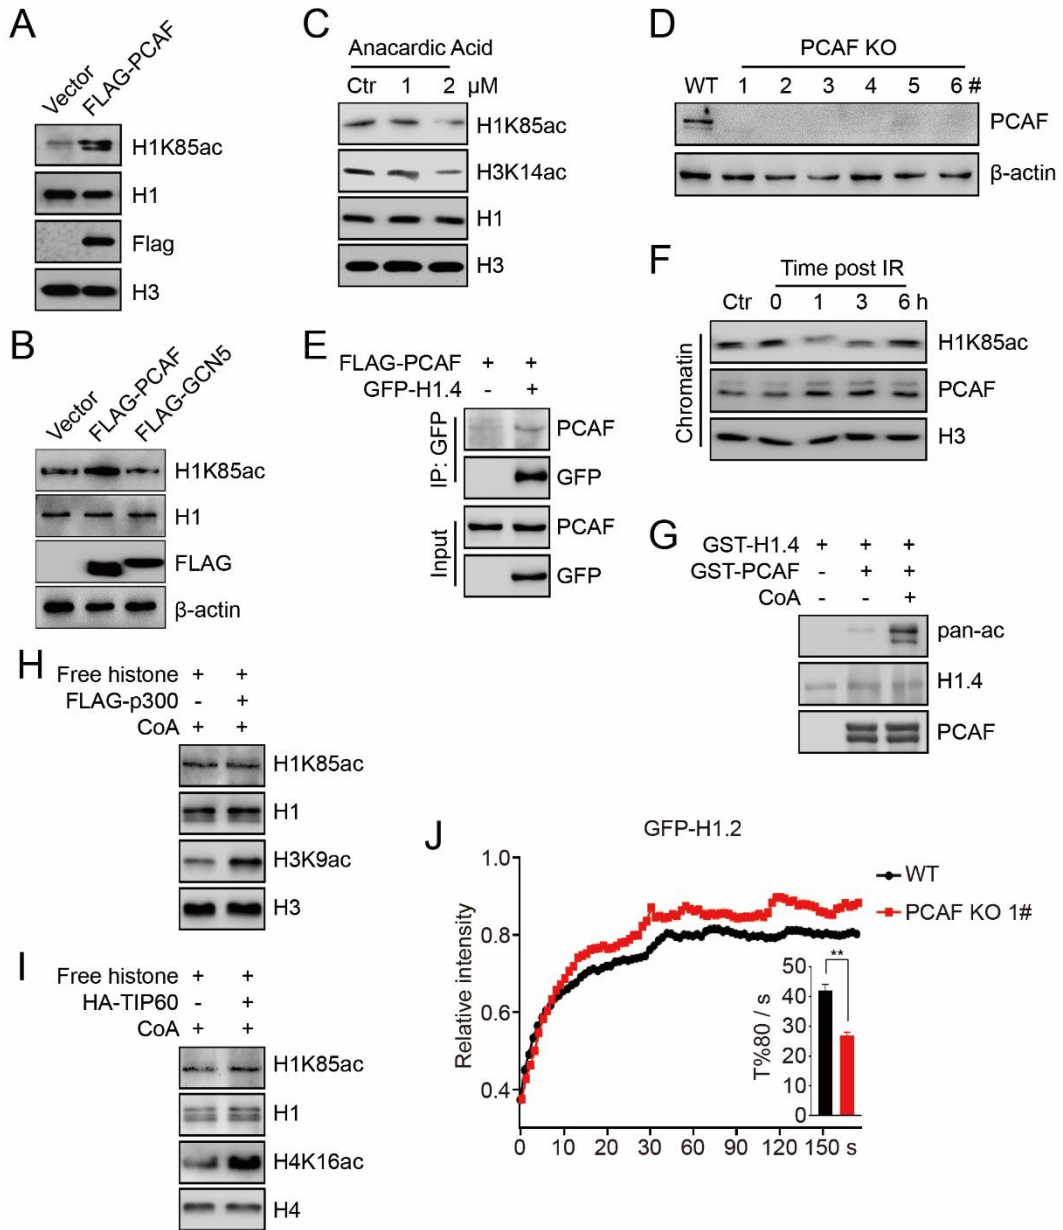 A
Vector
FLAG-PCAF
H1K85ac
H1
Flag
H3
B
Vector
FLAG-PCAF
FLAG-GCN5
H1K85ac
H1
FLAG
β-actin
C
Anacardic Acid
Ctr 1 2 μM
H1K85ac
H3K14ac
H1
H3
D
PCAF KO
WT 1 2 3 4 5 6 #
PCAF
β-actin
E
FLAG-PCAF + +
GFP-H1.4 - +
IP: GFP
PCAF
GFP
Input
PCAF
GFP
F
Time post IR
Ctr 0 1 3 6 h
Chromatin
H1K85ac
PCAF
H3
G
GST-H1.4 + + +
GST-PCAF - + +
CoA - - +
pan-ac
H1.4
PCAF
H
Free histone + +
FLAG-p300 - +
CoA + +
H1K85ac
H1
H3K9ac
H3
I
Free histone + +
HA-TIP60 - +
CoA + +
H1K85ac
H1
H4K16ac
H4
J
GFP-H1.2
Relative intensity
1.0
0.8
0.6
0.4
0 10 20 30 60 90 120 150 s
WT
PCAF KO 1#
**
T%80 / s
50
40
30
20
10
0